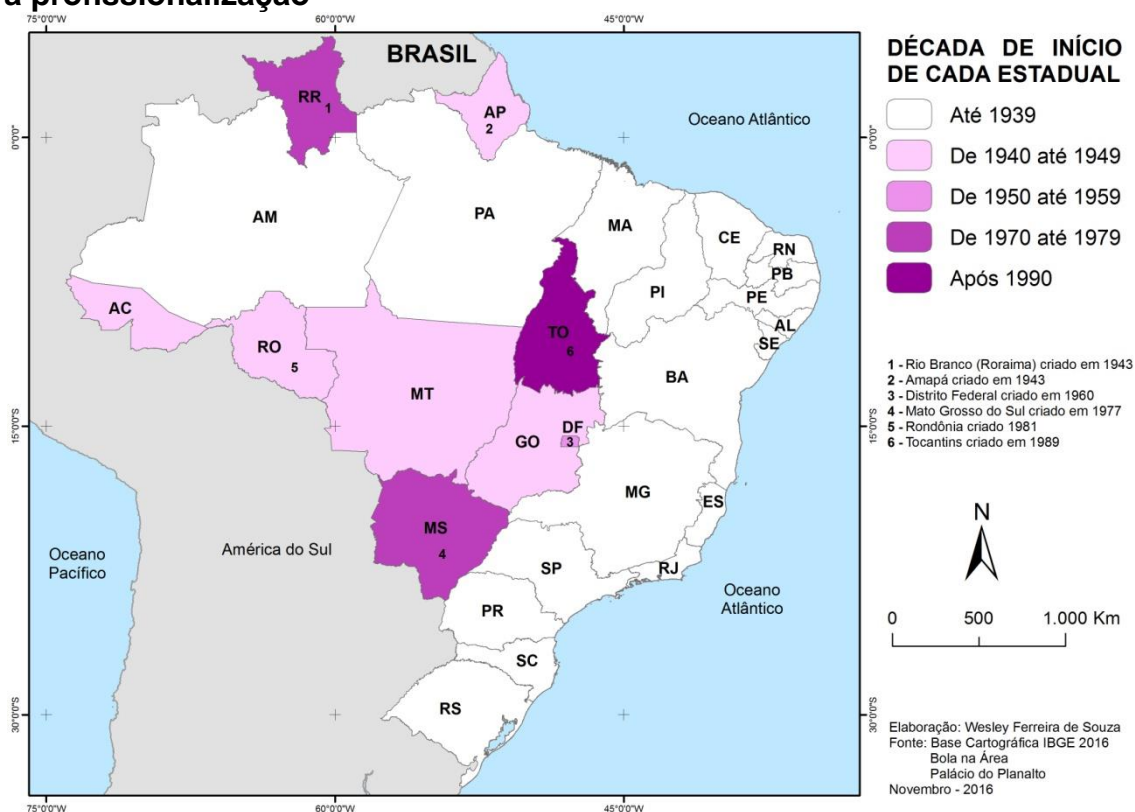 a profissionalização
75°0'0"W
60°0'0"W
45°0'0"W
BRASIL
RR
1
AP
2
Oceano Atlântico
0°0'0"
0°0'0"
AM
PA
MA
CE
RN
PB
PE
PI
AL
SE
AC
RO
5
TO
6
BA
MT
15°0'0"S
15°0'0"S
GO
DF
3
MG
ES
MS
4
América do Sul
Oceano
Pacífico
SP
RJ
Oceano
Atlântico
PR
SC
RS
30°0'0"S
30°0'0"S
75°0'0"W
60°0'0"W
45°0'0"W
DÉCADA DE INÍCIO
DE CADA ESTADUAL
Até 1939
De 1940 até 1949
De 1950 até 1959
De 1970 até 1979
Após 1990
1 - Rio Branco (Roraima) criado em 1943
2 - Amapá criado em 1943
3 - Distrito Federal criado em 1960
4 - Mato Grosso do Sul criado em 1977
5 - Rondônia criado 1981
6 - Tocantins criado em 1989
N
0 500 1.000 Km
Elaboração: Wesley Ferreira de Souza
Fonte: Base Cartográfica IBGE 2016
Bola na Área
Palácio do Planalto
Novembro - 2016